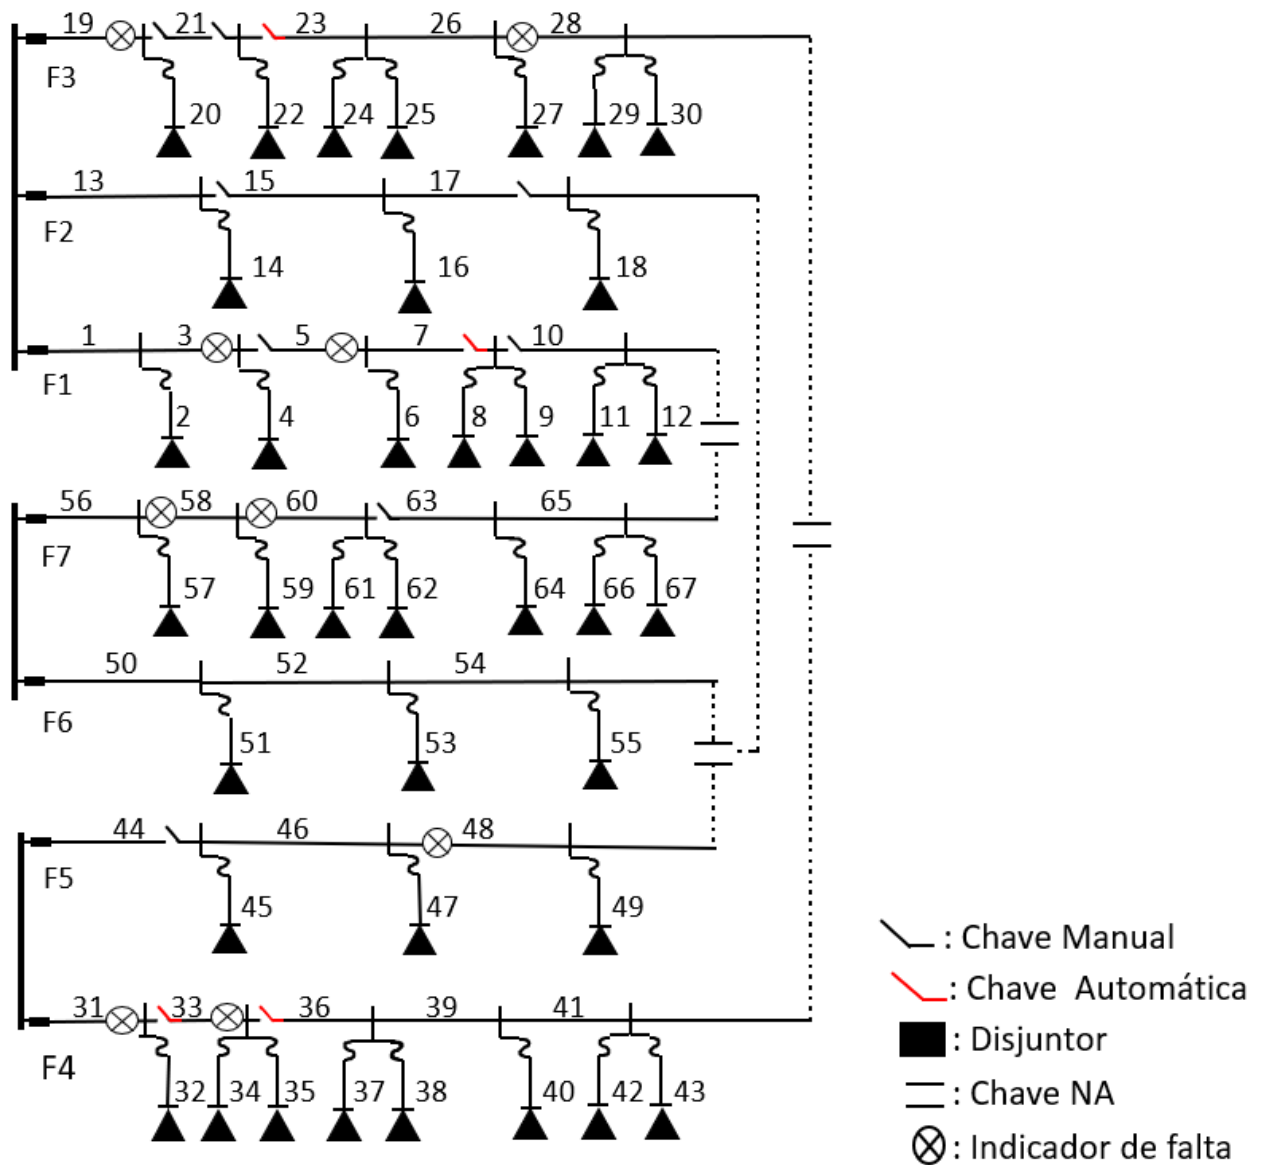 19 21 23 26 28
F3
20 22 24 25 27 29 30
13 15 17
F2
14 16 18
1 3 5 7 10
F1
2 4 6 8 9 11 12
56 58 60 63 65
F7
57 59 61 62 64 66 67
50 52 54
F6
51 53 55
44 46 48
F5
45 47 49
31 33 36 39 41
F4
32 34 35 37 38 40 42 43
: Chave Manual
: Chave Automática
: Disjuntor
: Chave NA
: Indicador de falta